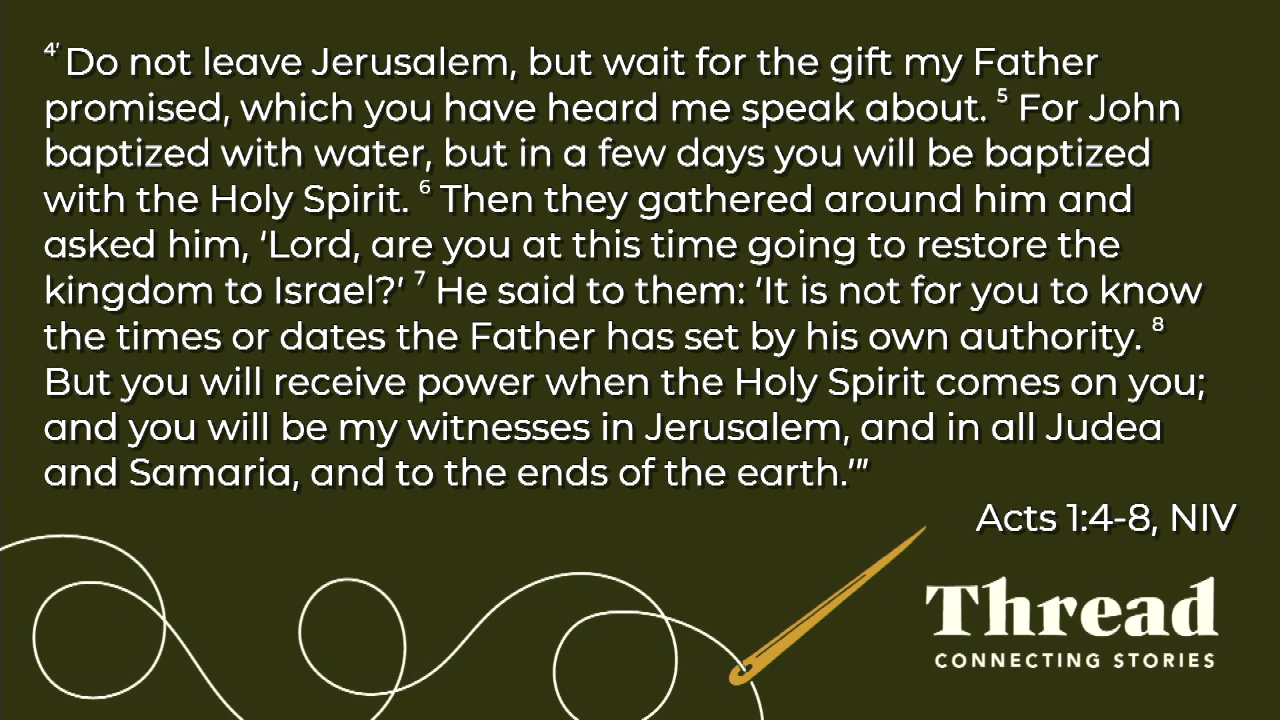 4' Do not leave Jerusalem, but wait for the gift my Father
promised, which you have heard me speak about. 5 For John
baptized with water, but in a few days you will be baptized
with the Holy Spirit. 6 Then they gathered around him and
asked him, ‘Lord, are you at this time going to restore the
kingdom to Israel?’ 7 He said to them: ‘It is not for you to know
the times or dates the Father has set by his own authority. 8
But you will receive power when the Holy Spirit comes on you;
and you will be my witnesses in Jerusalem, and in all Judea
and Samaria, and to the ends of the earth.’”
Acts 1:4-8, NIV
Thread
CONNECTING STORIES